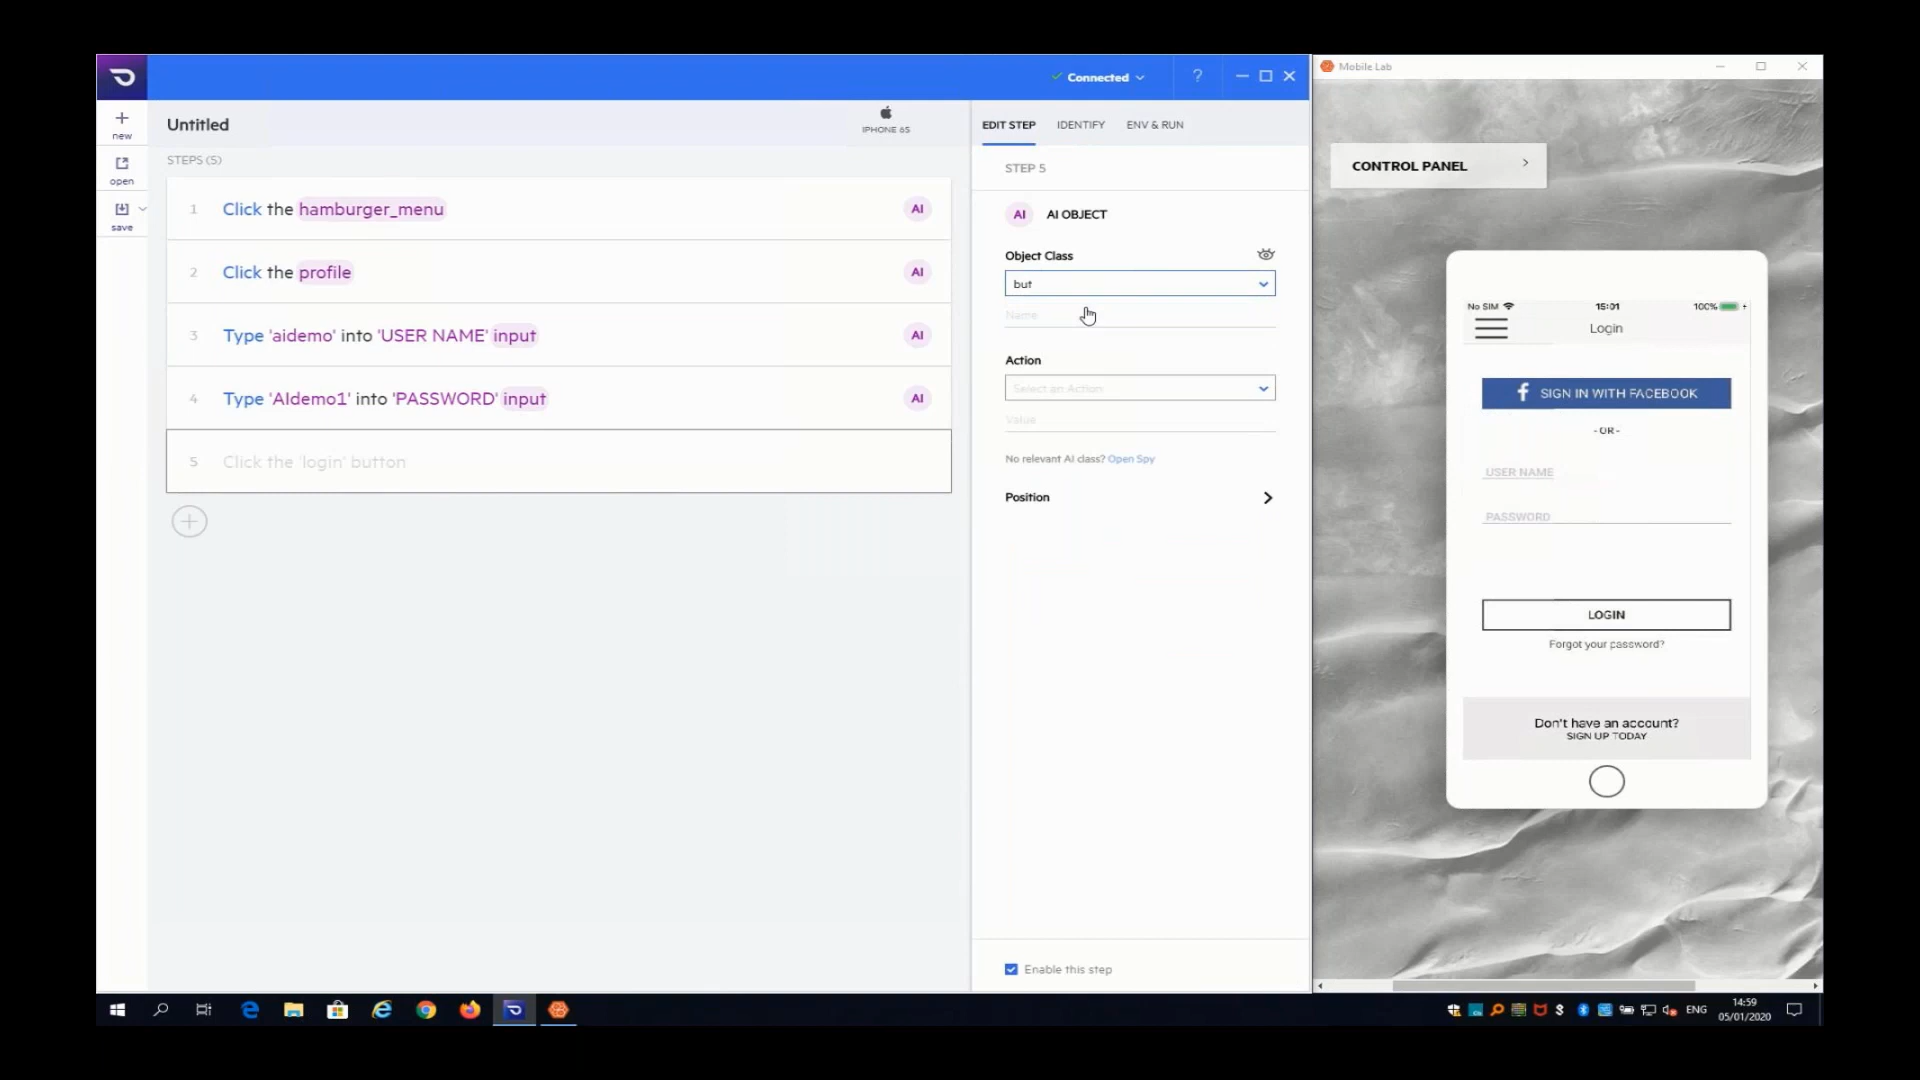 Connected
?
new
open
save
Untitled
IPHONE 6S
STEPS (5)
1 Click the hamburger_menu AI
2 Click the profile AI
3 Type 'aidemo' into 'USER NAME' input AI
4 Type 'AIdemo1' into 'PASSWORD' input AI
5 Click the 'login' button
EDIT STEP IDENTIFY ENV & RUN
STEP 5
AI AI OBJECT
Object Class
but
Name
Action
Select an Action
Value
No relevant AI class? Open Spy
Position
Enable this step
Mobile Lab
CONTROL PANEL
No SIM 15:01 100%
Login
f SIGN IN WITH FACEBOOK
- OR -
USER NAME
PASSWORD
LOGIN
Forgot your password?
Don't have an account?
SIGN UP TODAY
ENG
14:59
05/01/2020